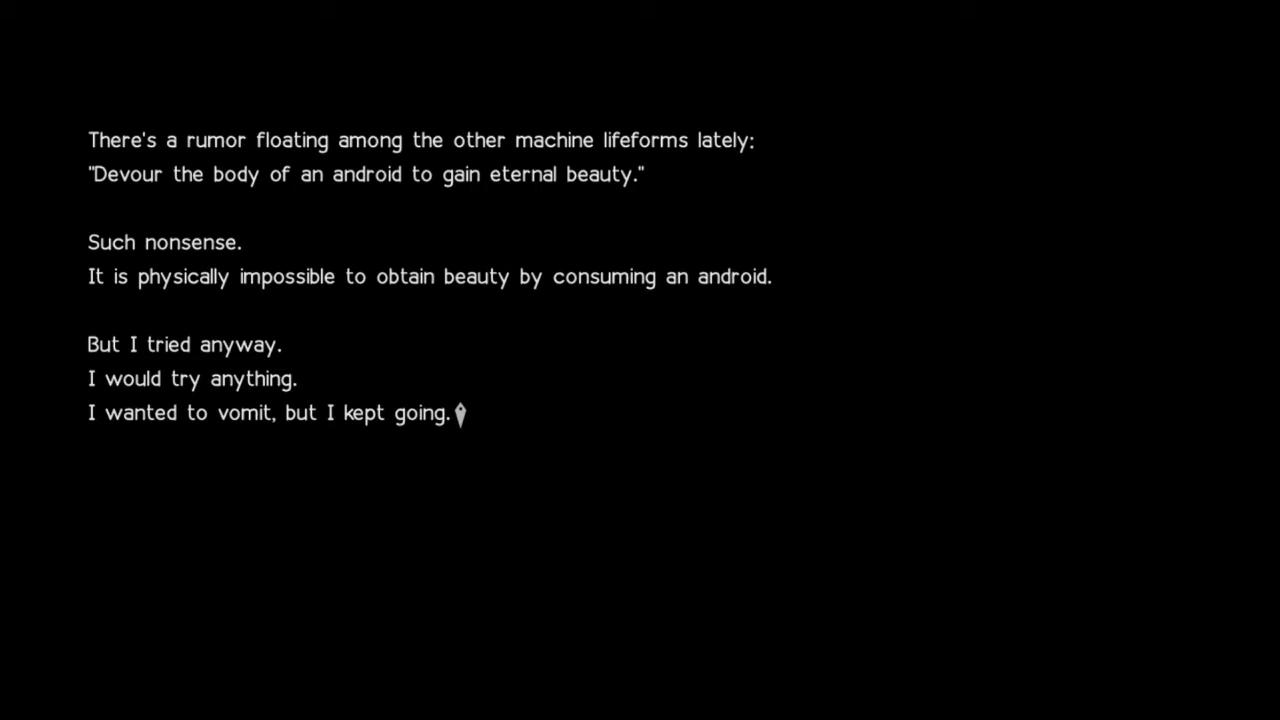 There's a rumor floating among the other machine lifeforms lately:
"Devour the body of an android to gain eternal beauty."
Such nonsense.
It is physically impossible to obtain beauty by consuming an android.
But I tried anyway.
I would try anything.
I wanted to vomit, but I kept going.